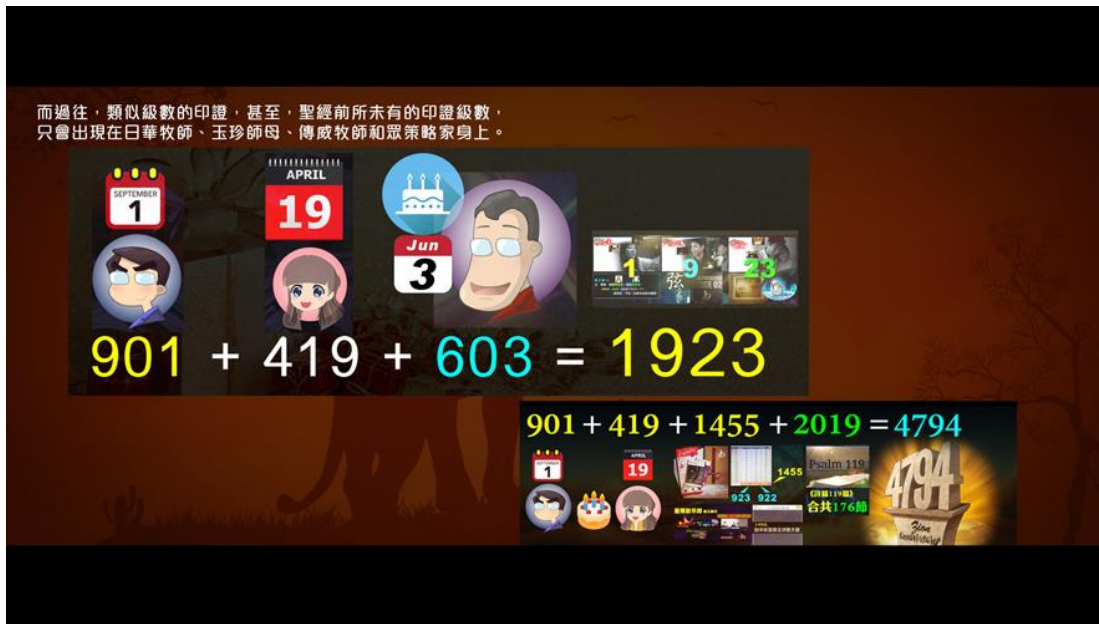 而過往，類似級數的印證，甚至，聖經前所未有的印證級數，
只會出現在日華牧師、玉珍師母、傳威牧師和眾策略家身上。
SEPTEMBER
1
APRIL
19
Jun
3
1 9 23
弦
901 + 419 + 603 = 1923
901 + 419 + 1455 + 2019 = 4794
SEPTEMBER
1
APRIL
19
923 922
1455
Psalm 119
《詩篇119篇》
合共176節
4794
Zion
Anniversary